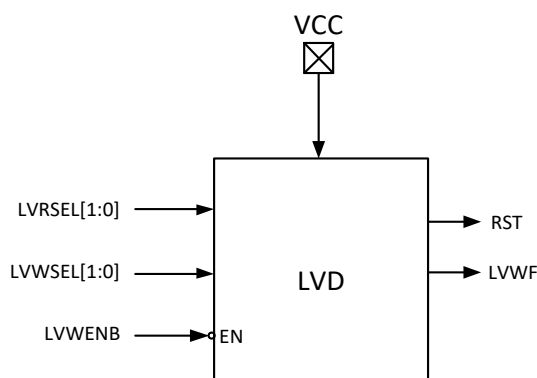 VCC
LVRSEL[1:0]
RST
LVWSEL[1:0]
LVD
LVWF
LVWENB
EN